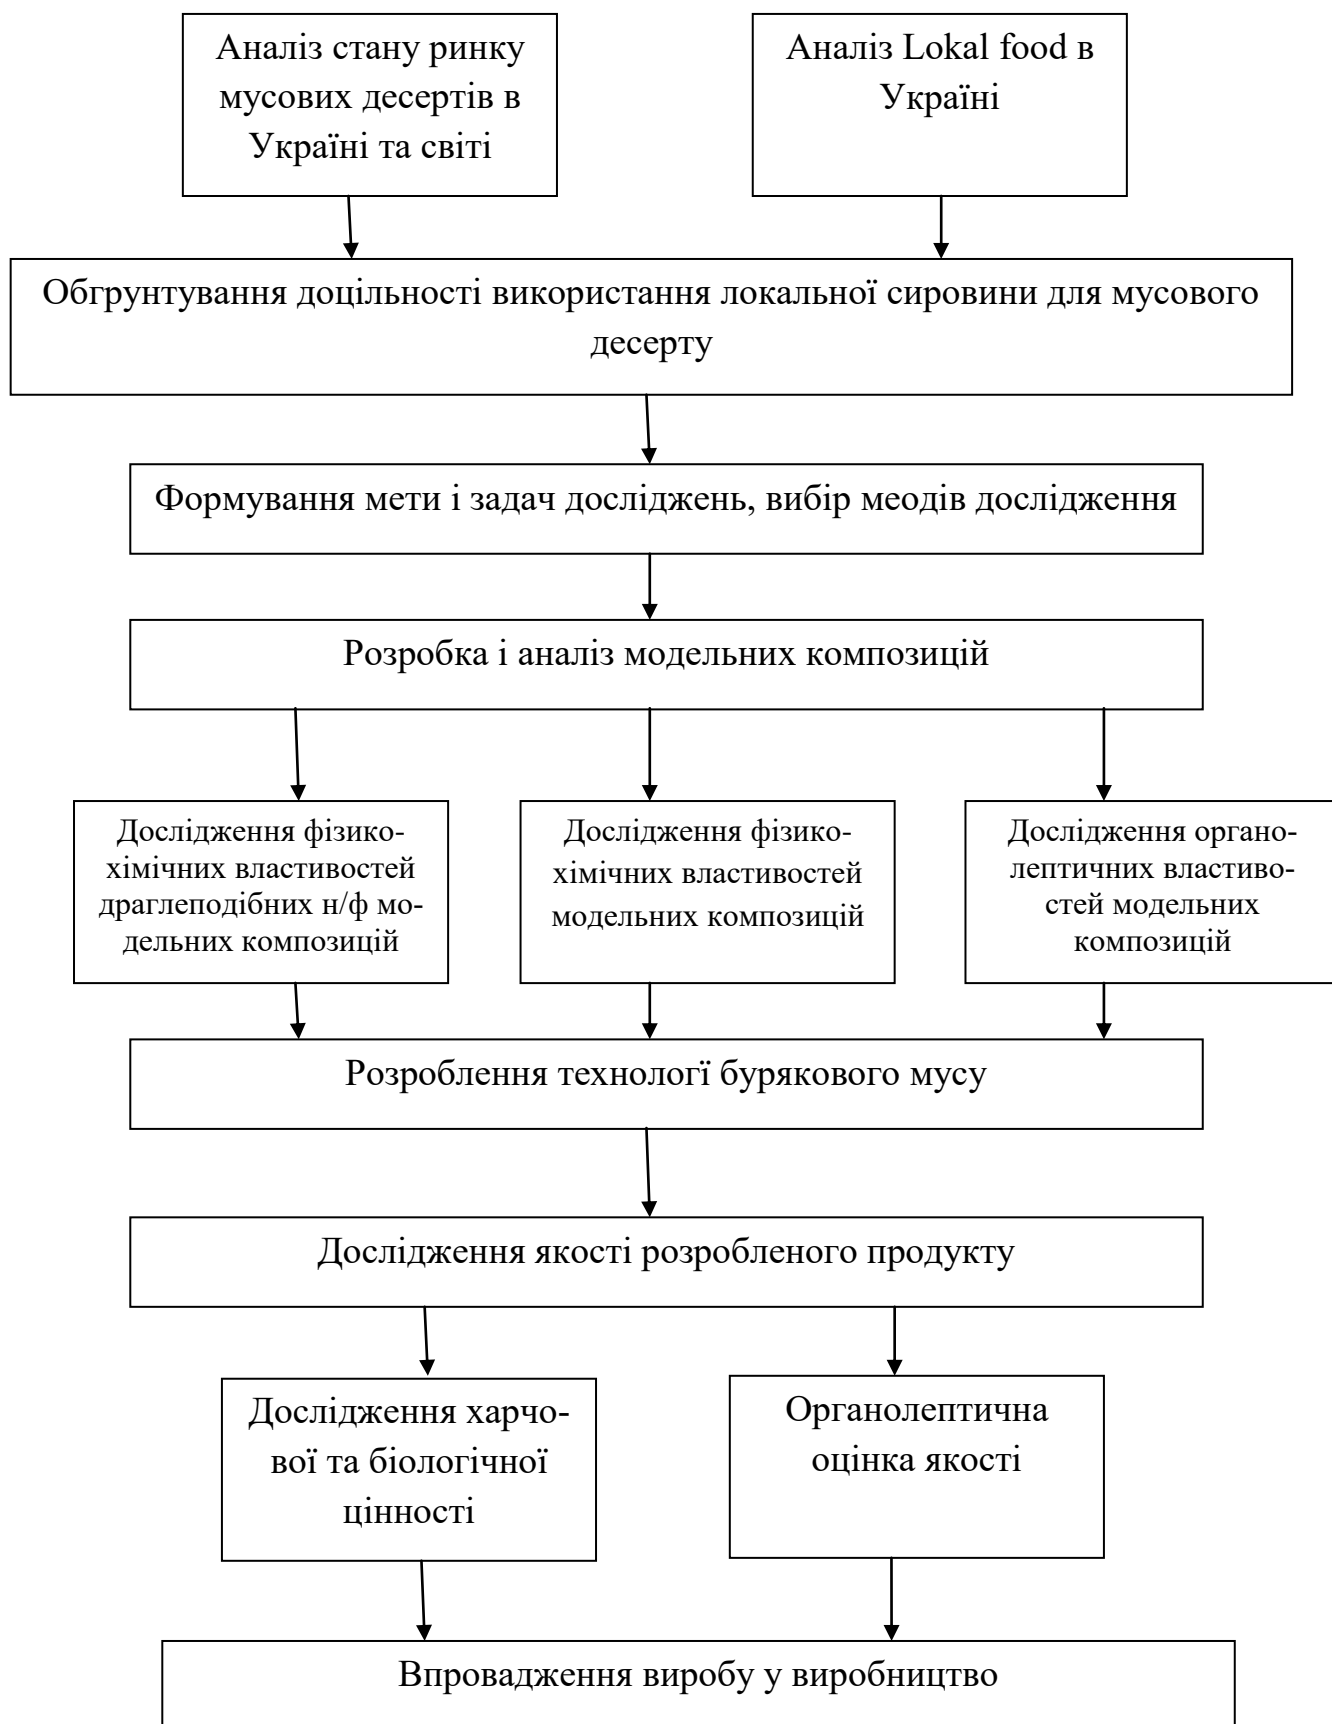 Аналіз стану ринку
мусових десертів в
Україні та світі
Аналіз Lokal food в
Україні
Обгрунтування доцільності використання локальної сировини для мусового
десерту
Формування мети і задач досліджень, вибір меодів дослідження
Розробка і аналіз модельних композицій
Дослідження фізико-
хімічних властивостей
драглеподібних н/ф мо-
дельних композицій
Дослідження фізико-
хімічних властивостей
модельних композицій
Дослідження органо-
лептичних властиво-
стей модельних
композицій
Розроблення технологї бурякового мусу
Дослідження якості розробленого продукту
Дослідження харчо-
вої та біологічної
цінності
Органолептична
оцінка якості
Впровадження виробу у виробництво